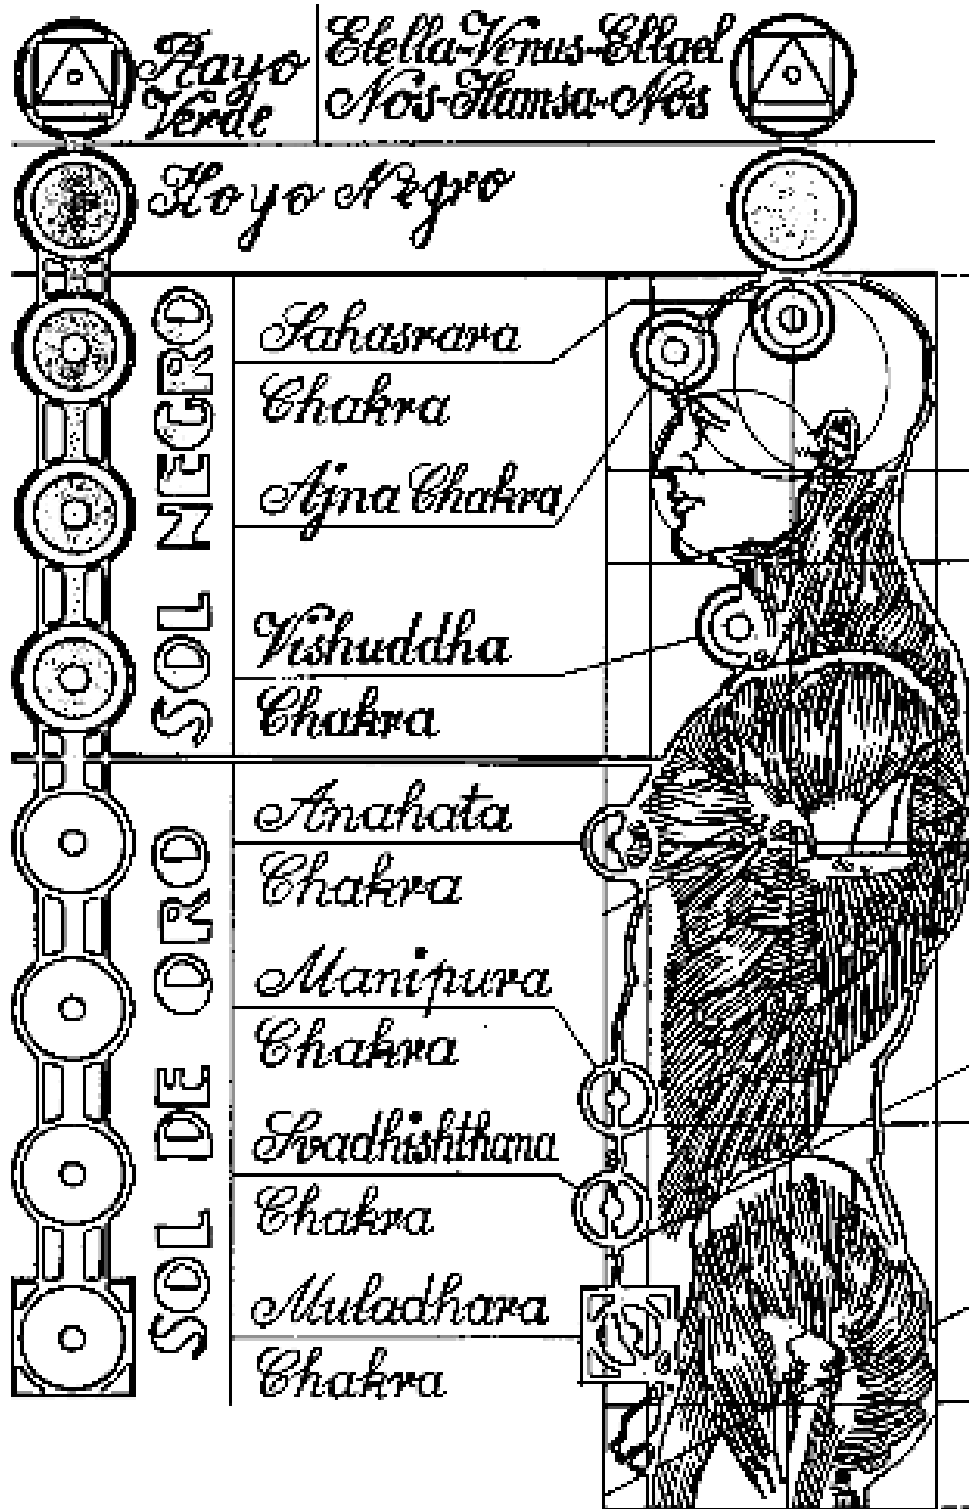 Rayo
Verde
Elella-Venus-Ellael
Nos-Hamsa-Nos
Hoyo Negro
SOL NEGRO
Sahasrara
Chakra
Ajna Chakra
Vishuddha
Chakra
SOL DE ORO
Anahata
Chakra
Manipura
Chakra
Svadhishthana
Chakra
Muladhara
Chakra